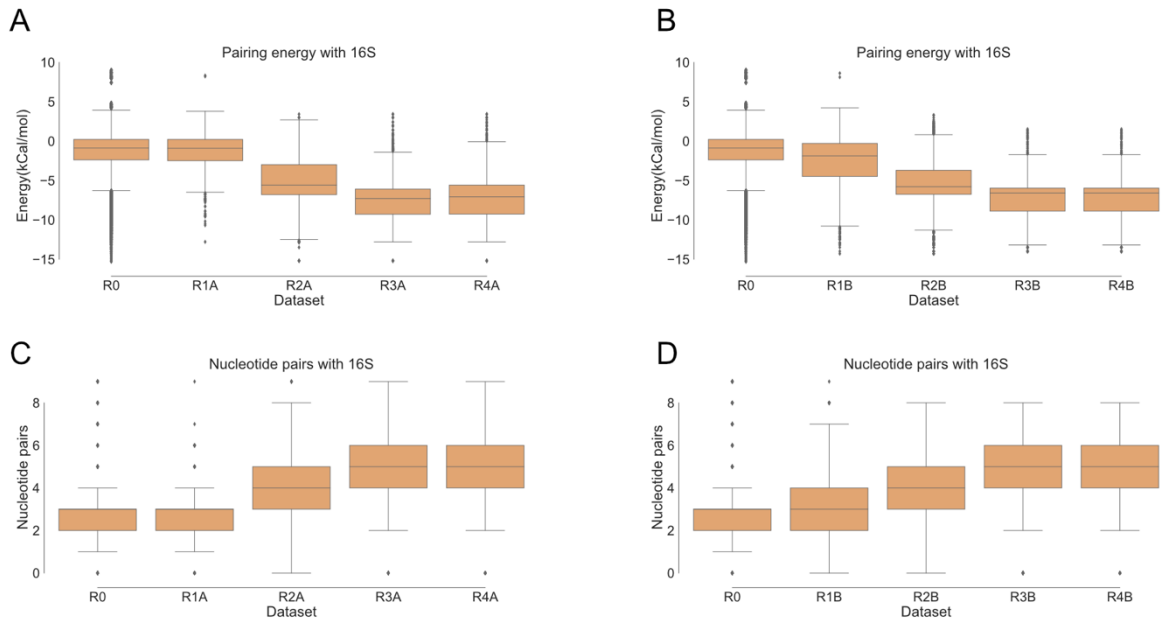 A
Pairing energy with 16S
Energy(kCal/mol)
10
5
0
−5
−10
−15
R0 R1A R2A R3A R4A
Dataset
B
Pairing energy with 16S
Energy(kCal/mol)
10
5
0
−5
−10
−15
R0 R1B R2B R3B R4B
Dataset
C
Nucleotide pairs with 16S
Nucleotide pairs
8
6
4
2
0
R0 R1A R2A R3A R4A
Dataset
D
Nucleotide pairs with 16S
Nucleotide pairs
8
6
4
2
0
R0 R1B R2B R3B R4B
Dataset